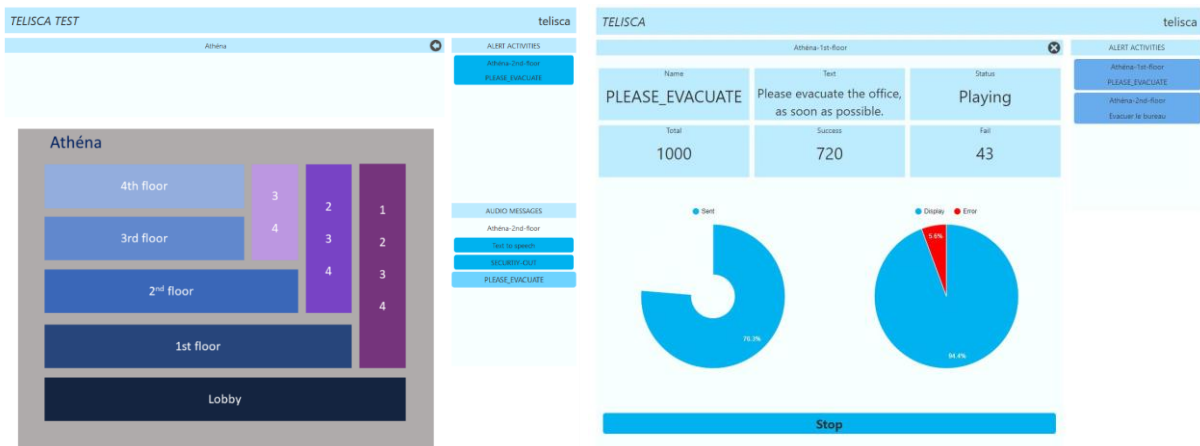 TELISCA TEST
telisca
Athéna
ALERT ACTIVITIES
Athéna-2nd-floor
PLEASE_EVACUATE
Athéna
4th floor
3rd floor
2nd floor
1st floor
Lobby
3
4
2
3
4
1
2
3
4
AUDIO MESSAGES
Athéna-2nd-floor
Text to speech
SECURITY-OUT
PLEASE_EVACUATE
TELISCA
telisca
Athéna-1st-floor
ALERT ACTIVITIES
Athéna-1st-floor
PLEASE_EVACUATE
Athéna-2nd-floor
Evacuer le bureau
Name
PLEASE_EVACUATE
Text
Please evacuate the office,
as soon as possible.
Status
Playing
Total
1000
Success
720
Fail
43
Sent
76.3%
Display
Error
5.6%
94.4%
Stop